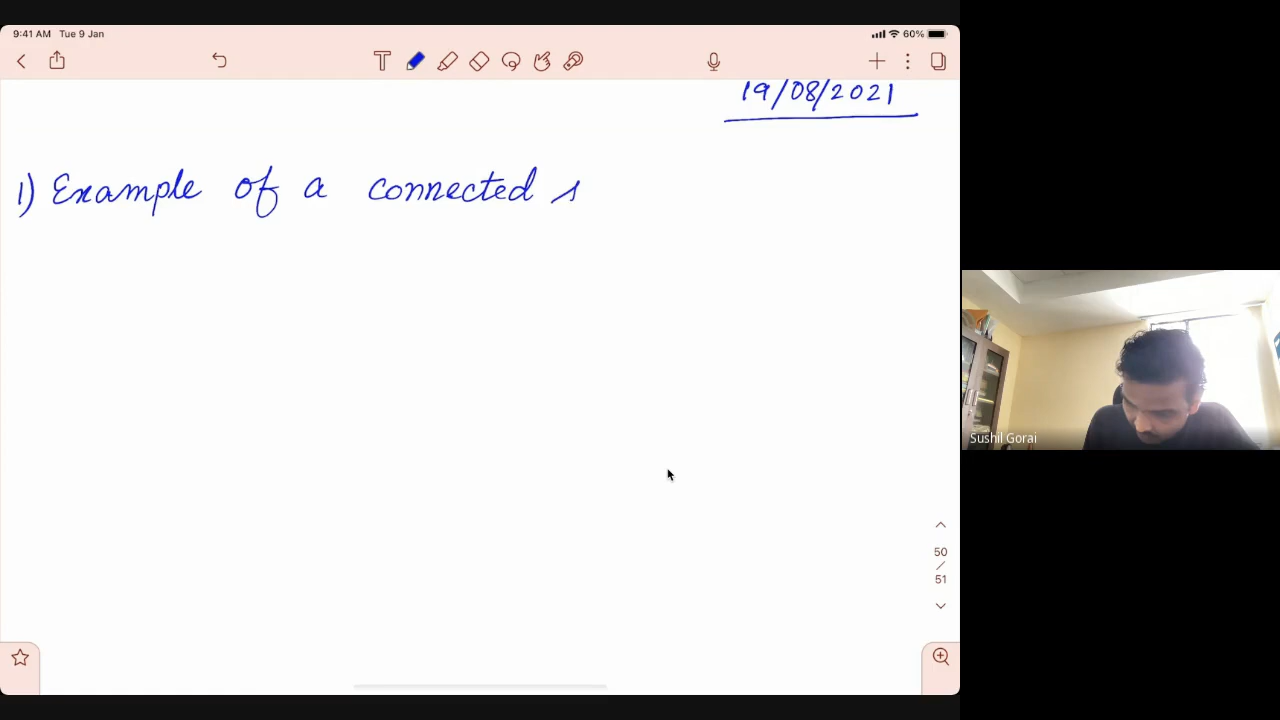 9:41 AM Tue 9 Jan
60%
T
19/08/2021
1) Example of a connected s
Sushil Gorai
50
/
51